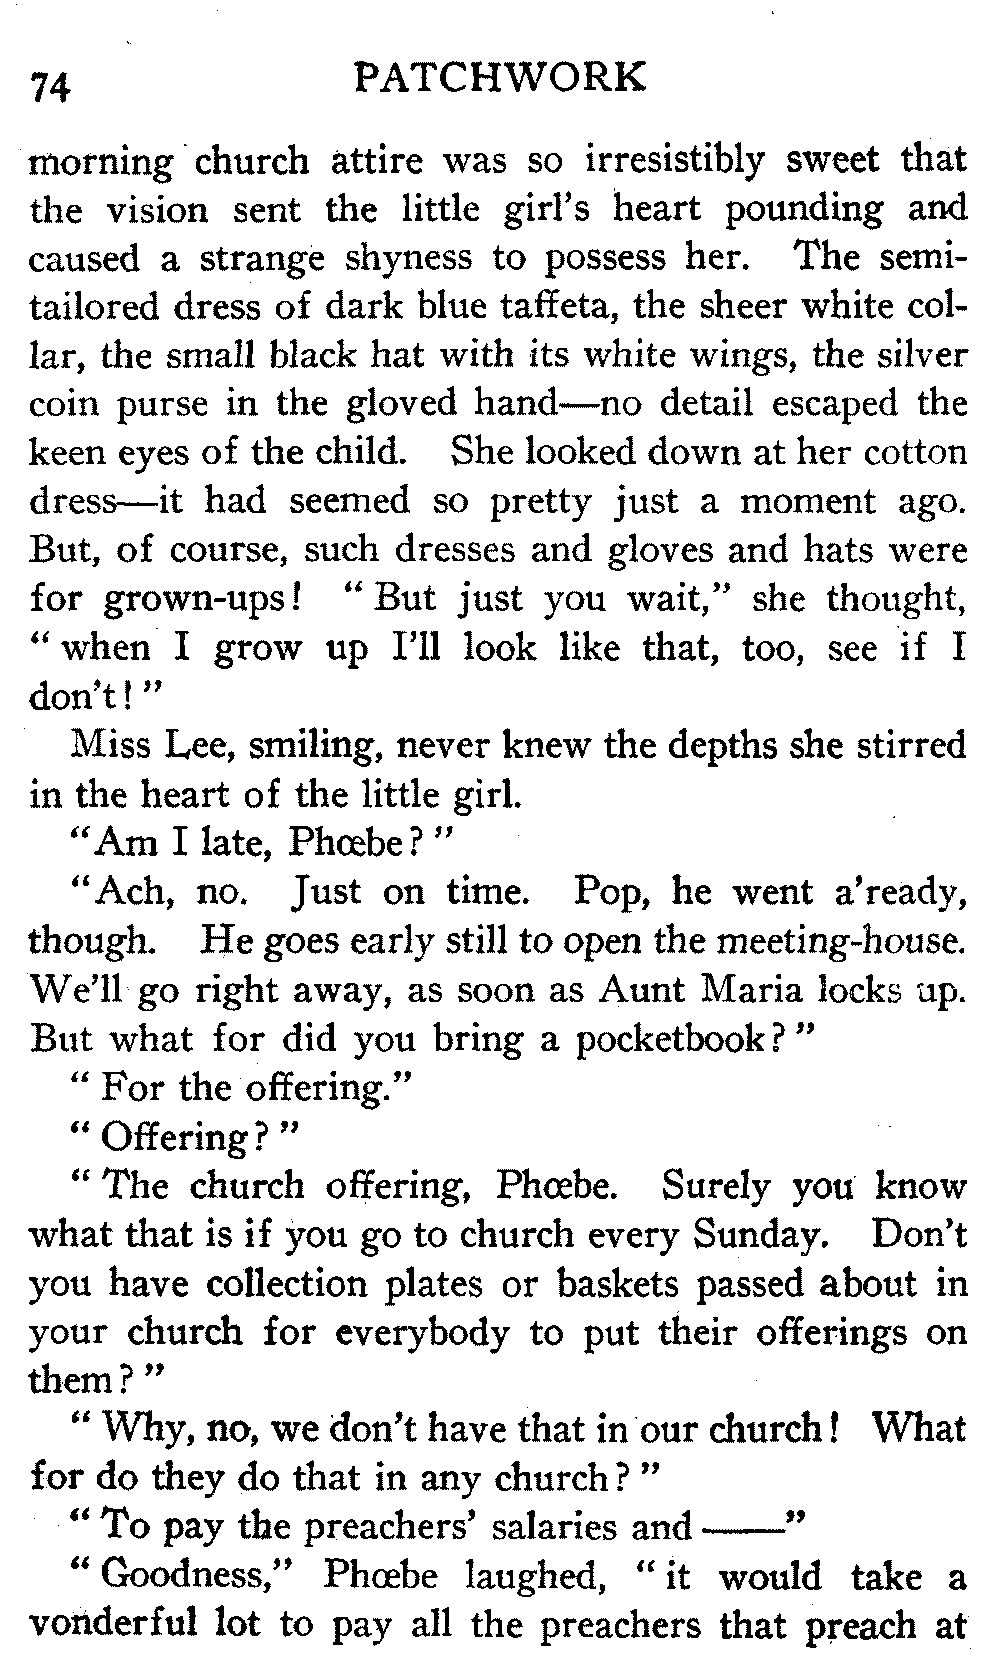 74 PATCHWORK
morning church attire was so irresistibly sweet that
the vision sent the little girl's heart pounding and
caused a strange shyness to possess her. The semi-
tailored dress of dark blue taffeta, the sheer white col-
lar, the small black hat with its white wings, the silver
coin purse in the gloved hand—no detail escaped the
keen eyes of the child. She looked down at her cotton
dress—it had seemed so pretty just a moment ago.
But, of course, such dresses and gloves and hats were
for grown-ups! “ But just you wait,” she thought,
“ when I grow up I'll look like that, too, see if I
don't! ”
Miss Lee, smiling, never knew the depths she stirred
in the heart of the little girl.
“Am I late, Phœbe? ”
“Ach, no. Just on time. Pop, he went a'ready,
though. He goes early still to open the meeting-house.
We'll go right away, as soon as Aunt Maria locks up.
But what for did you bring a pocketbook? ”
“ For the offering.”
“ Offering? ”
“ The church offering, Phœbe. Surely you know
what that is if you go to church every Sunday. Don't
you have collection plates or baskets passed about in
your church for everybody to put their offerings on
them? ”
“ Why, no, we don't have that in our church! What
for do they do that in any church? ”
“ To pay the preachers' salaries and ——”
“ Goodness,” Phœbe laughed, “ it would take a
vonderful lot to pay all the preachers that preach at